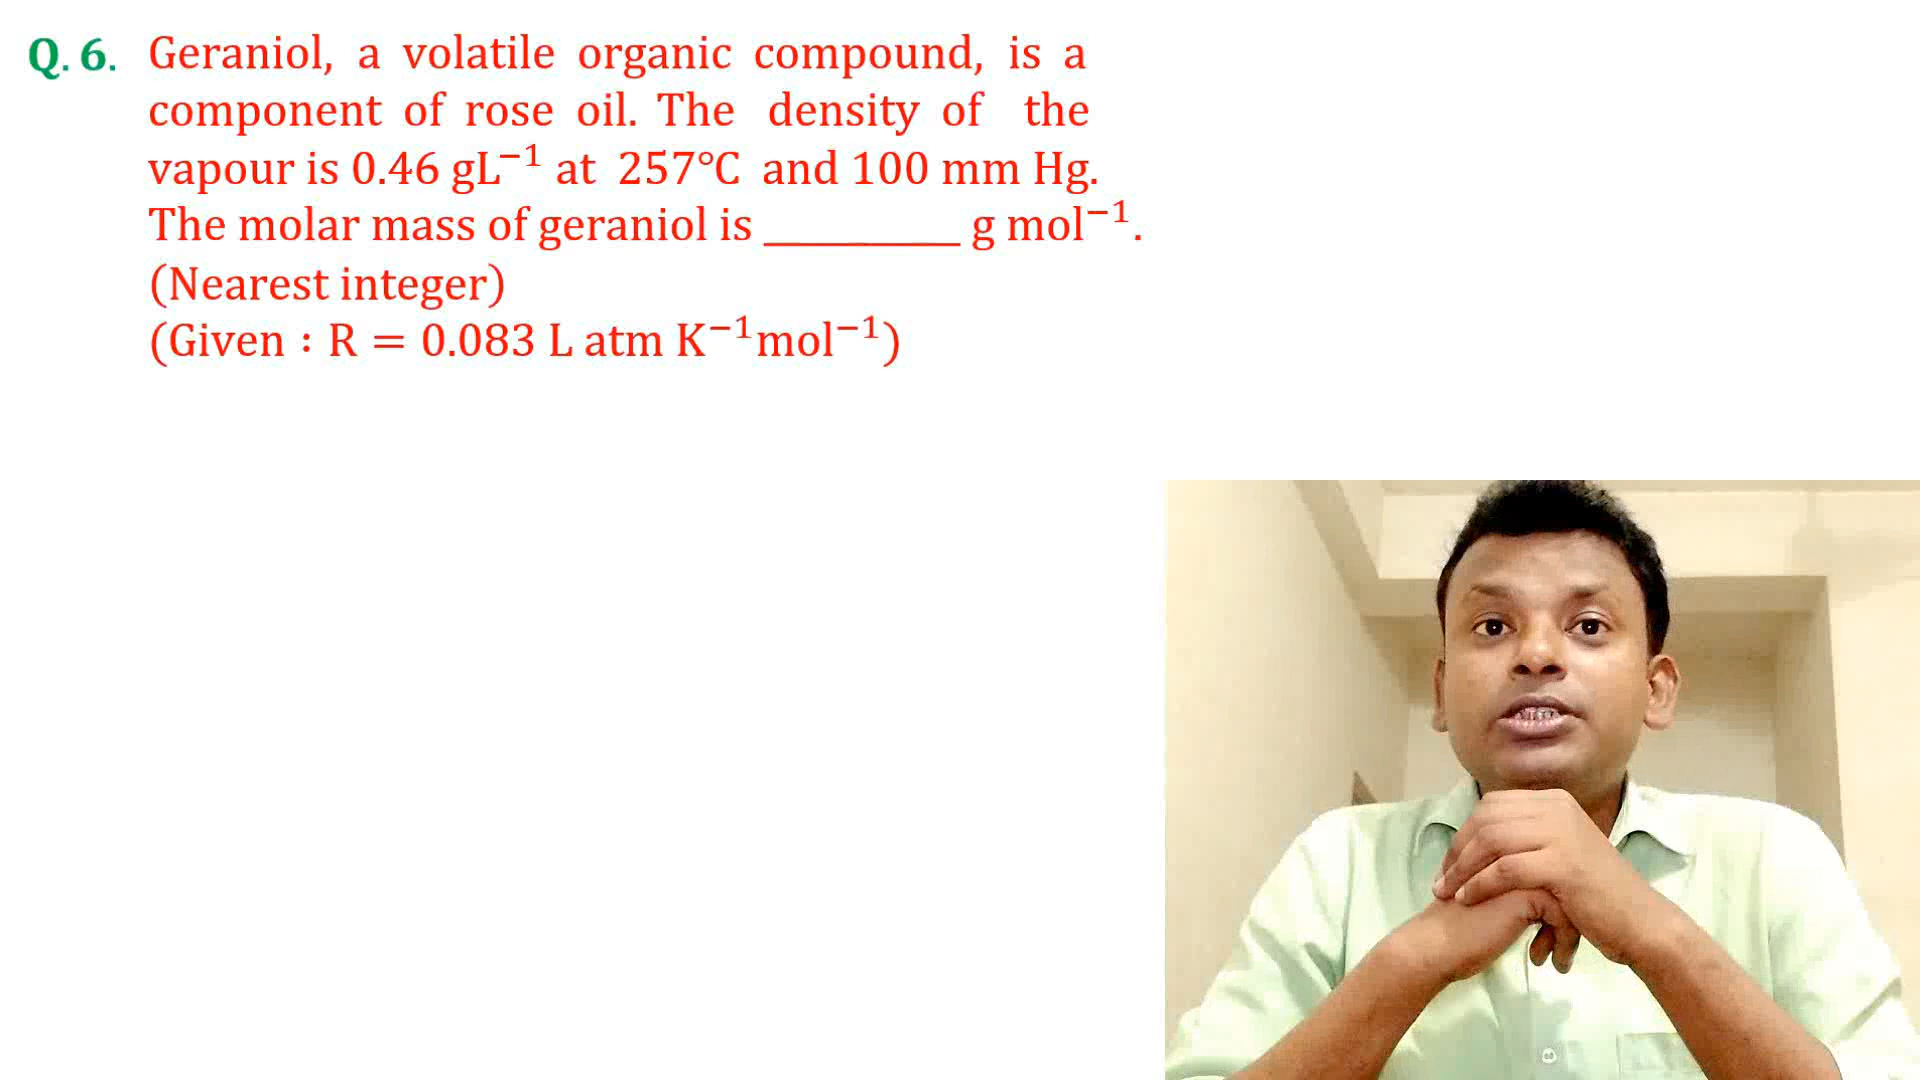 Q. 6. Geraniol, a volatile organic compound, is a
component of rose oil. The density of the
vapour is 0.46 gL⁻¹ at 257°C and 100 mm Hg.
The molar mass of geraniol is ________ g mol⁻¹.
(Nearest integer)
(Given : R = 0.083 L atm K⁻¹mol⁻¹)